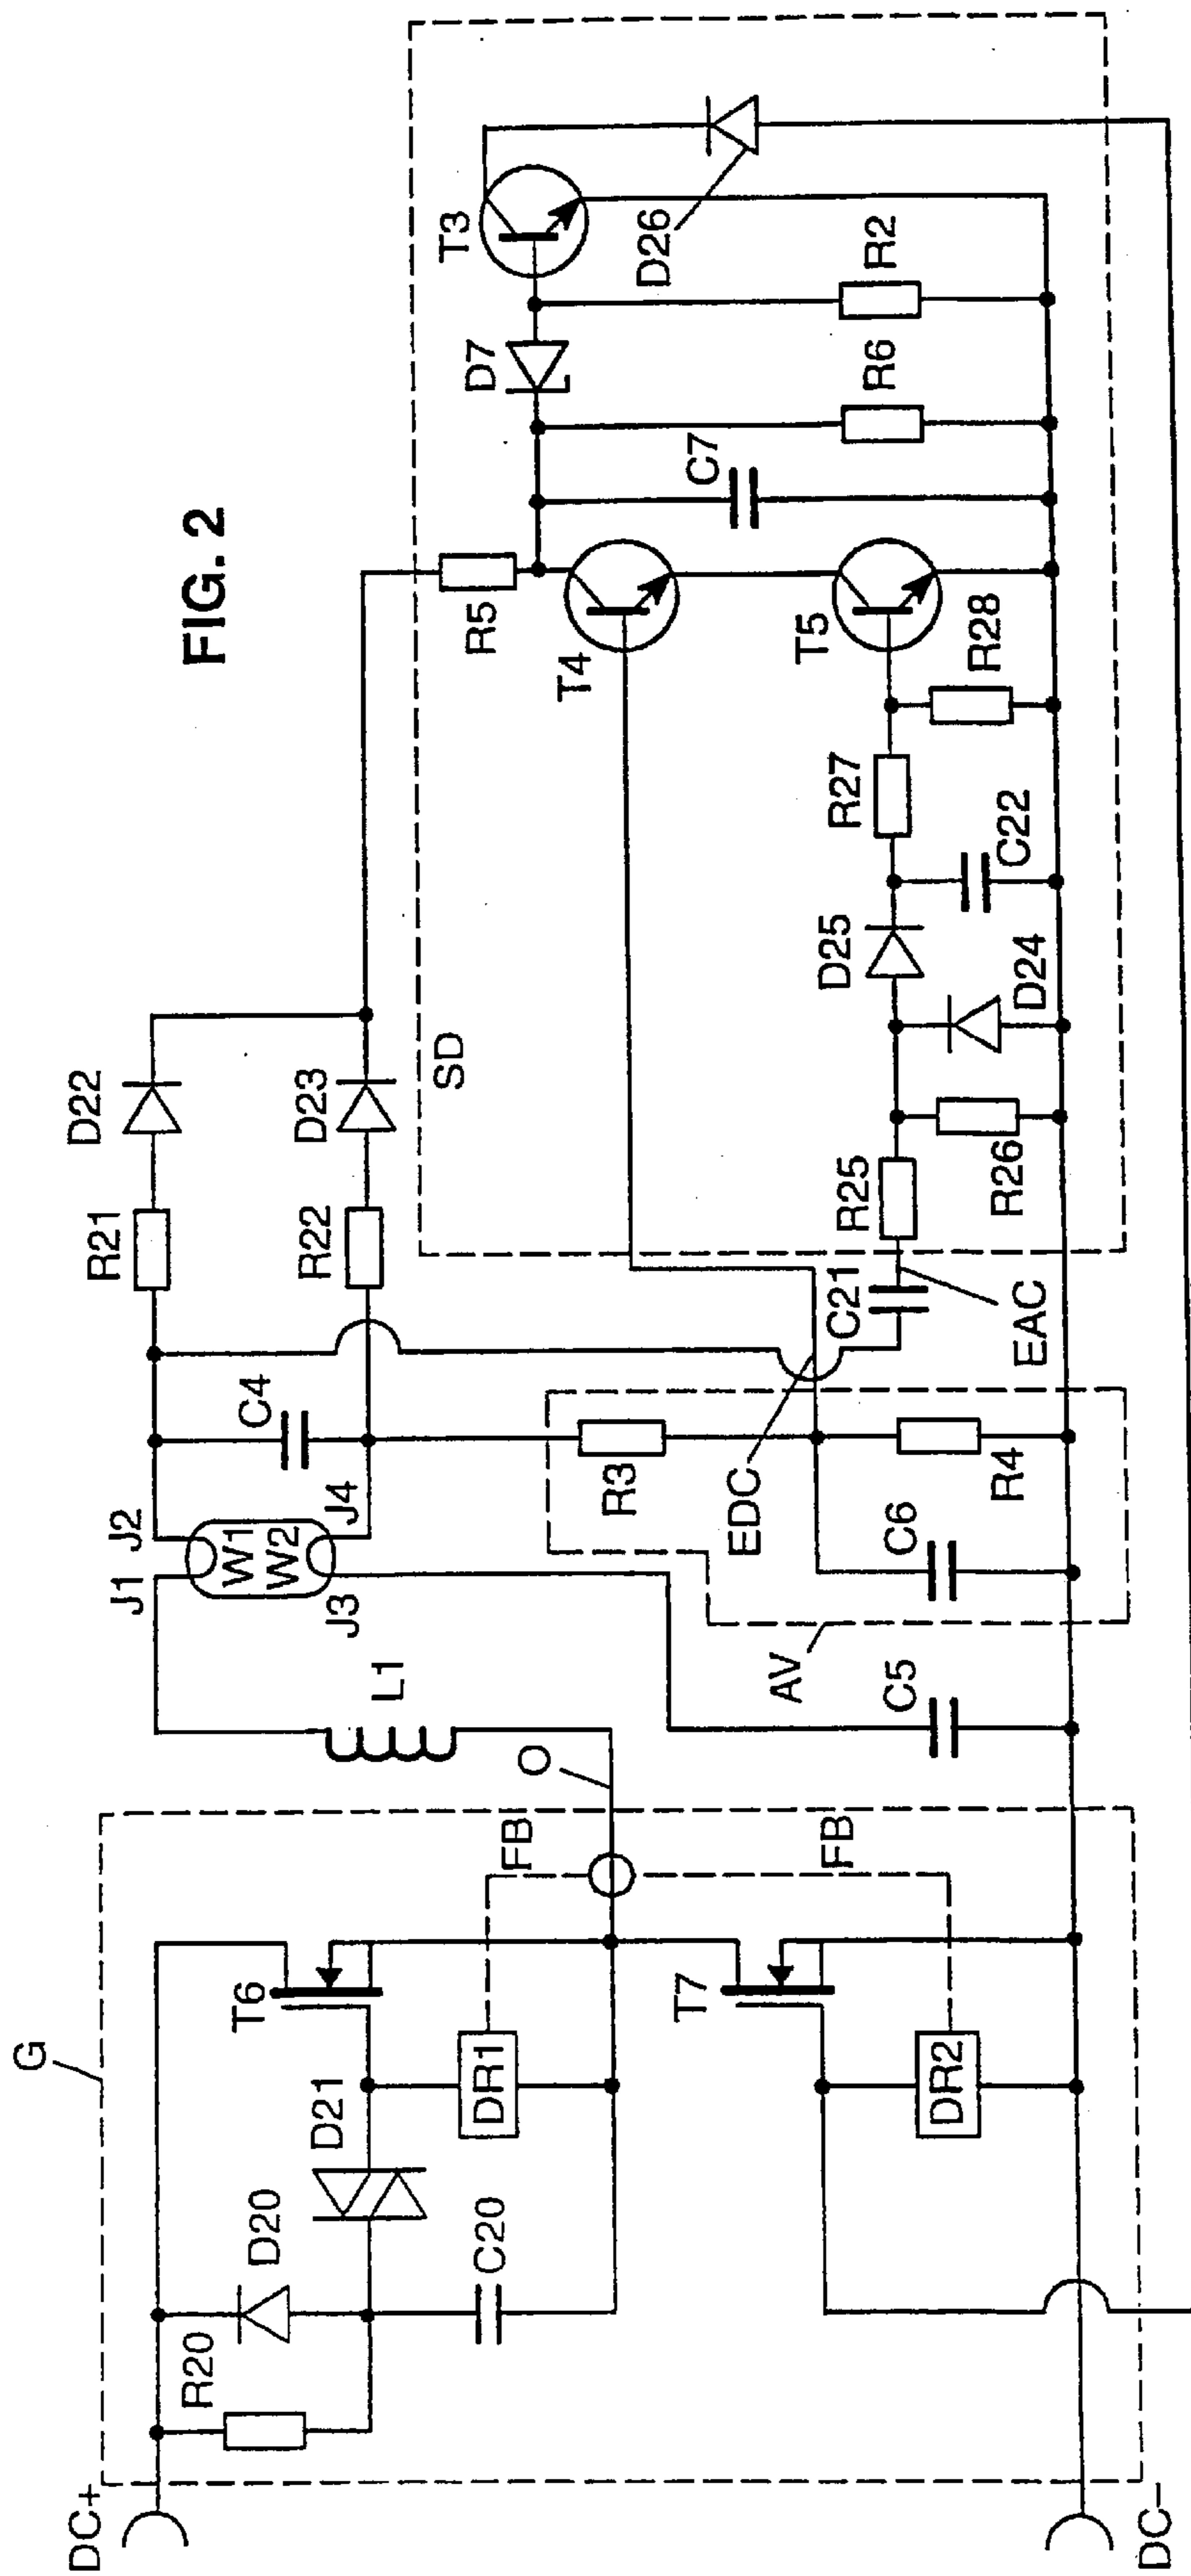 FIG. 2
G
DC+
R20
D20
D21
C20
T6
DR1
FB
T7
DR2
FB
DC–
O
L1
J1
J2
W1
W2
J3
J4
C4
C5
AV
C6
R3
R4
EDC
C21
EAC
R21
D22
R22
D23
SD
R25
R26
D25
D24
R27
C22
R28
R5
T4
T5
C7
D7
R6
R2
T3
D26